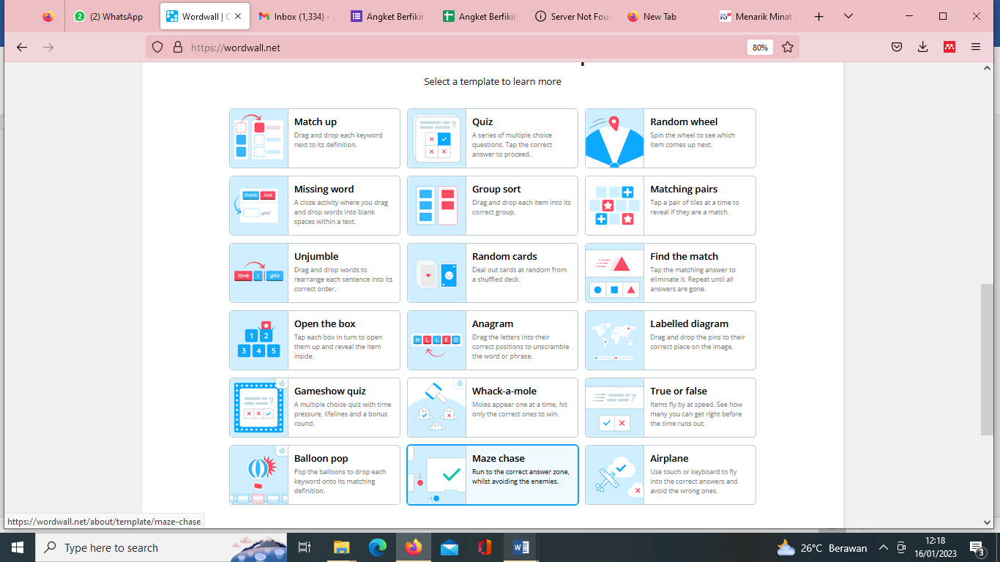 (2) WhatsApp
Wordwall | C
Inbox (1,334) - y
Angket Berfikir
Angket Berfikir
Server Not Foun
New Tab
Menarik Minat
https://wordwall.net
80%
Select a template to learn more
Match up
Drag and drop each keyword
next to its definition.
Quiz
A series of multiple choice
questions. Tap the correct
answer to proceed.
Random wheel
Spin the wheel to see which
item comes up next.
thank taxi
you!
Missing word
A cloze activity where you drag
and drop words into blank
spaces within a text.
Group sort
Drag and drop each item into its
correct group.
Matching pairs
Tap a pair of tiles at a time to
reveal if they are a match.
love I you
Unjumble
Drag and drop words to
rearrange each sentence into its
correct order.
Random cards
Deal out cards at random from
a shuffled deck.
Find the match
Tap the matching answer to
eliminate it. Repeat until all
answers are gone.
1 2
3 4 5
Open the box
Tap each box in turn to open
them up and reveal the item
inside.
H L L E O
Anagram
Drag the letters into their
correct positions to unscramble
the word or phrase.
Labelled diagram
Drag and drop the pins to their
correct place on the image.
Gameshow quiz
A multiple choice quiz with time
pressure, lifelines and a bonus
round.
Whack-a-mole
Moles appear one at a time, hit
only the correct ones to win.
True or false
Items fly by at speed. See how
many you can get right before
the time runs out.
Balloon pop
Pop the balloons to drop each
keyword onto its matching
definition.
Maze chase
Run to the correct answer zone,
whilst avoiding the enemies.
Airplane
Use touch or keyboard to fly
into the correct answers and
avoid the wrong ones.
https://wordwall.net/about/template/maze-chase
Type here to search
26°C Berawan
12:18
16/01/2023
3